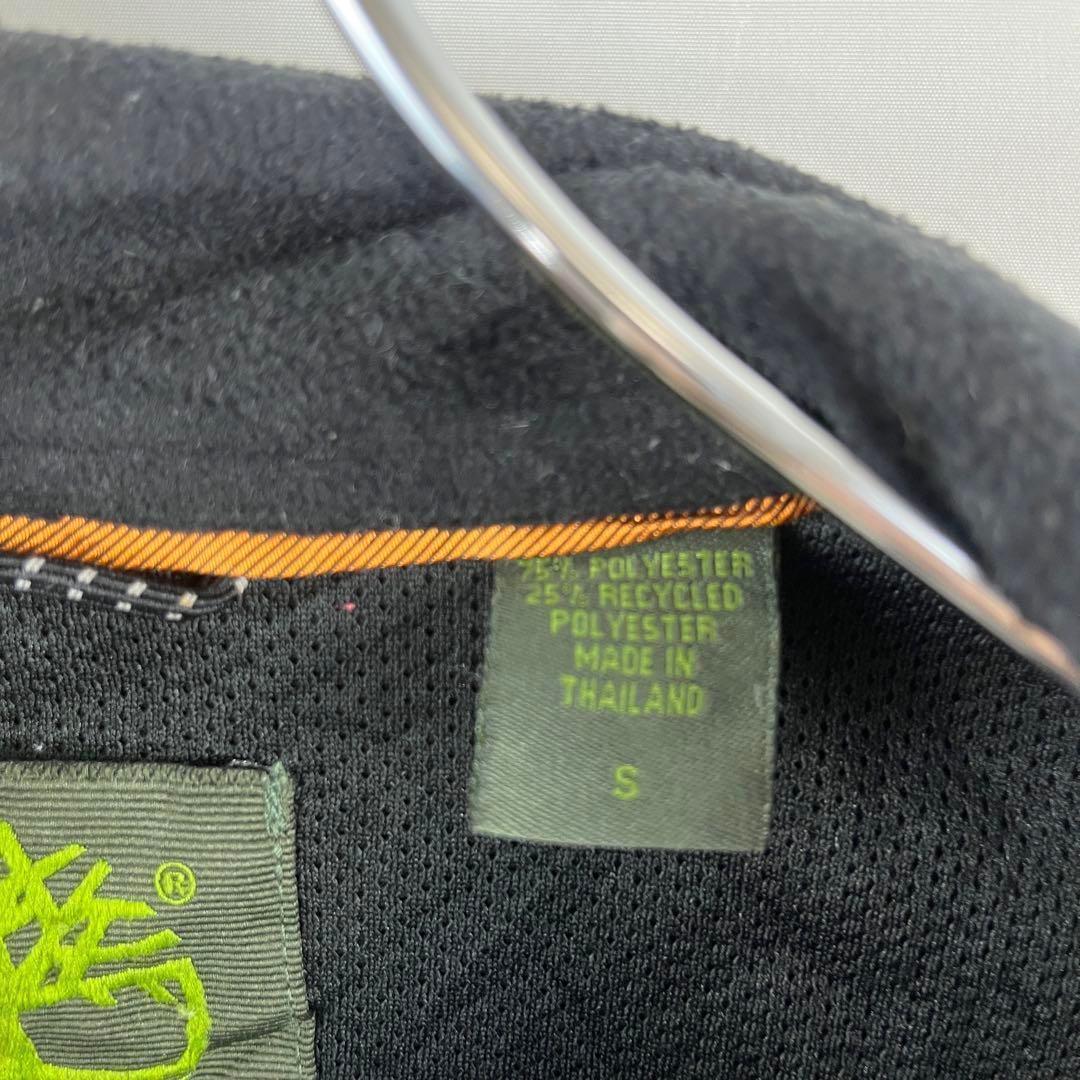 75% POLYESTER
25% RECYCLED
POLYESTER
MADE IN
THAILAND
S
®